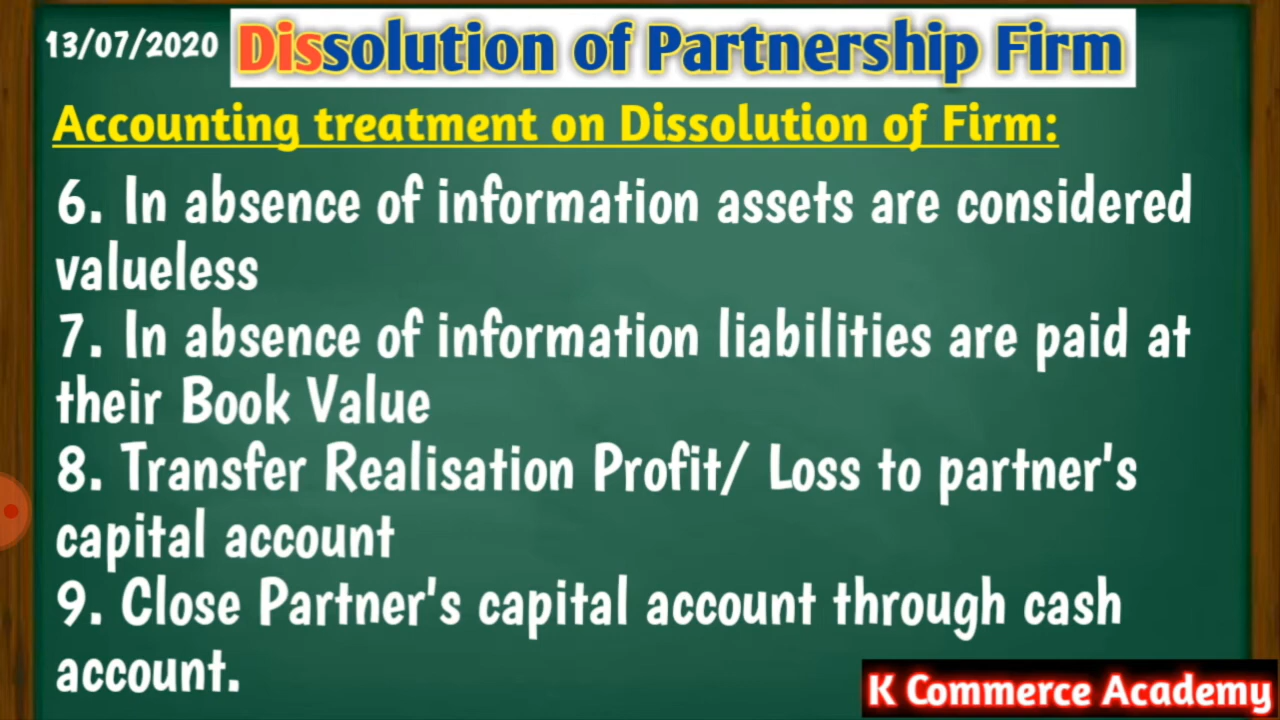 13/07/2020 Dissolution of Partnership Firm
Accounting treatment on Dissolution of Firm:
6. In absence of information assets are considered
valueless
7. In absence of information liabilities are paid at
their Book Value
8. Transfer Realisation Profit/ Loss to partner's
capital account
9. Close Partner's capital account through cash
account.
K Commerce Academy